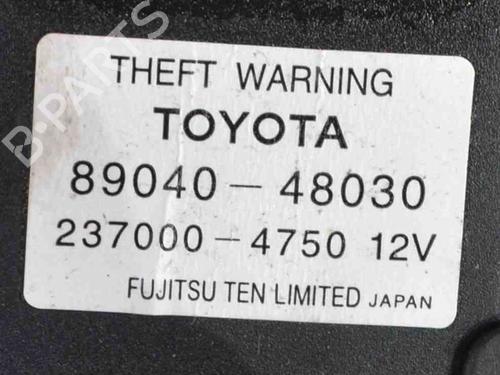 B-PARTS
THEFT WARNING
TOYOTA
89040-48030
237000-4750 12V
FUJITSU TEN LIMITED JAPAN